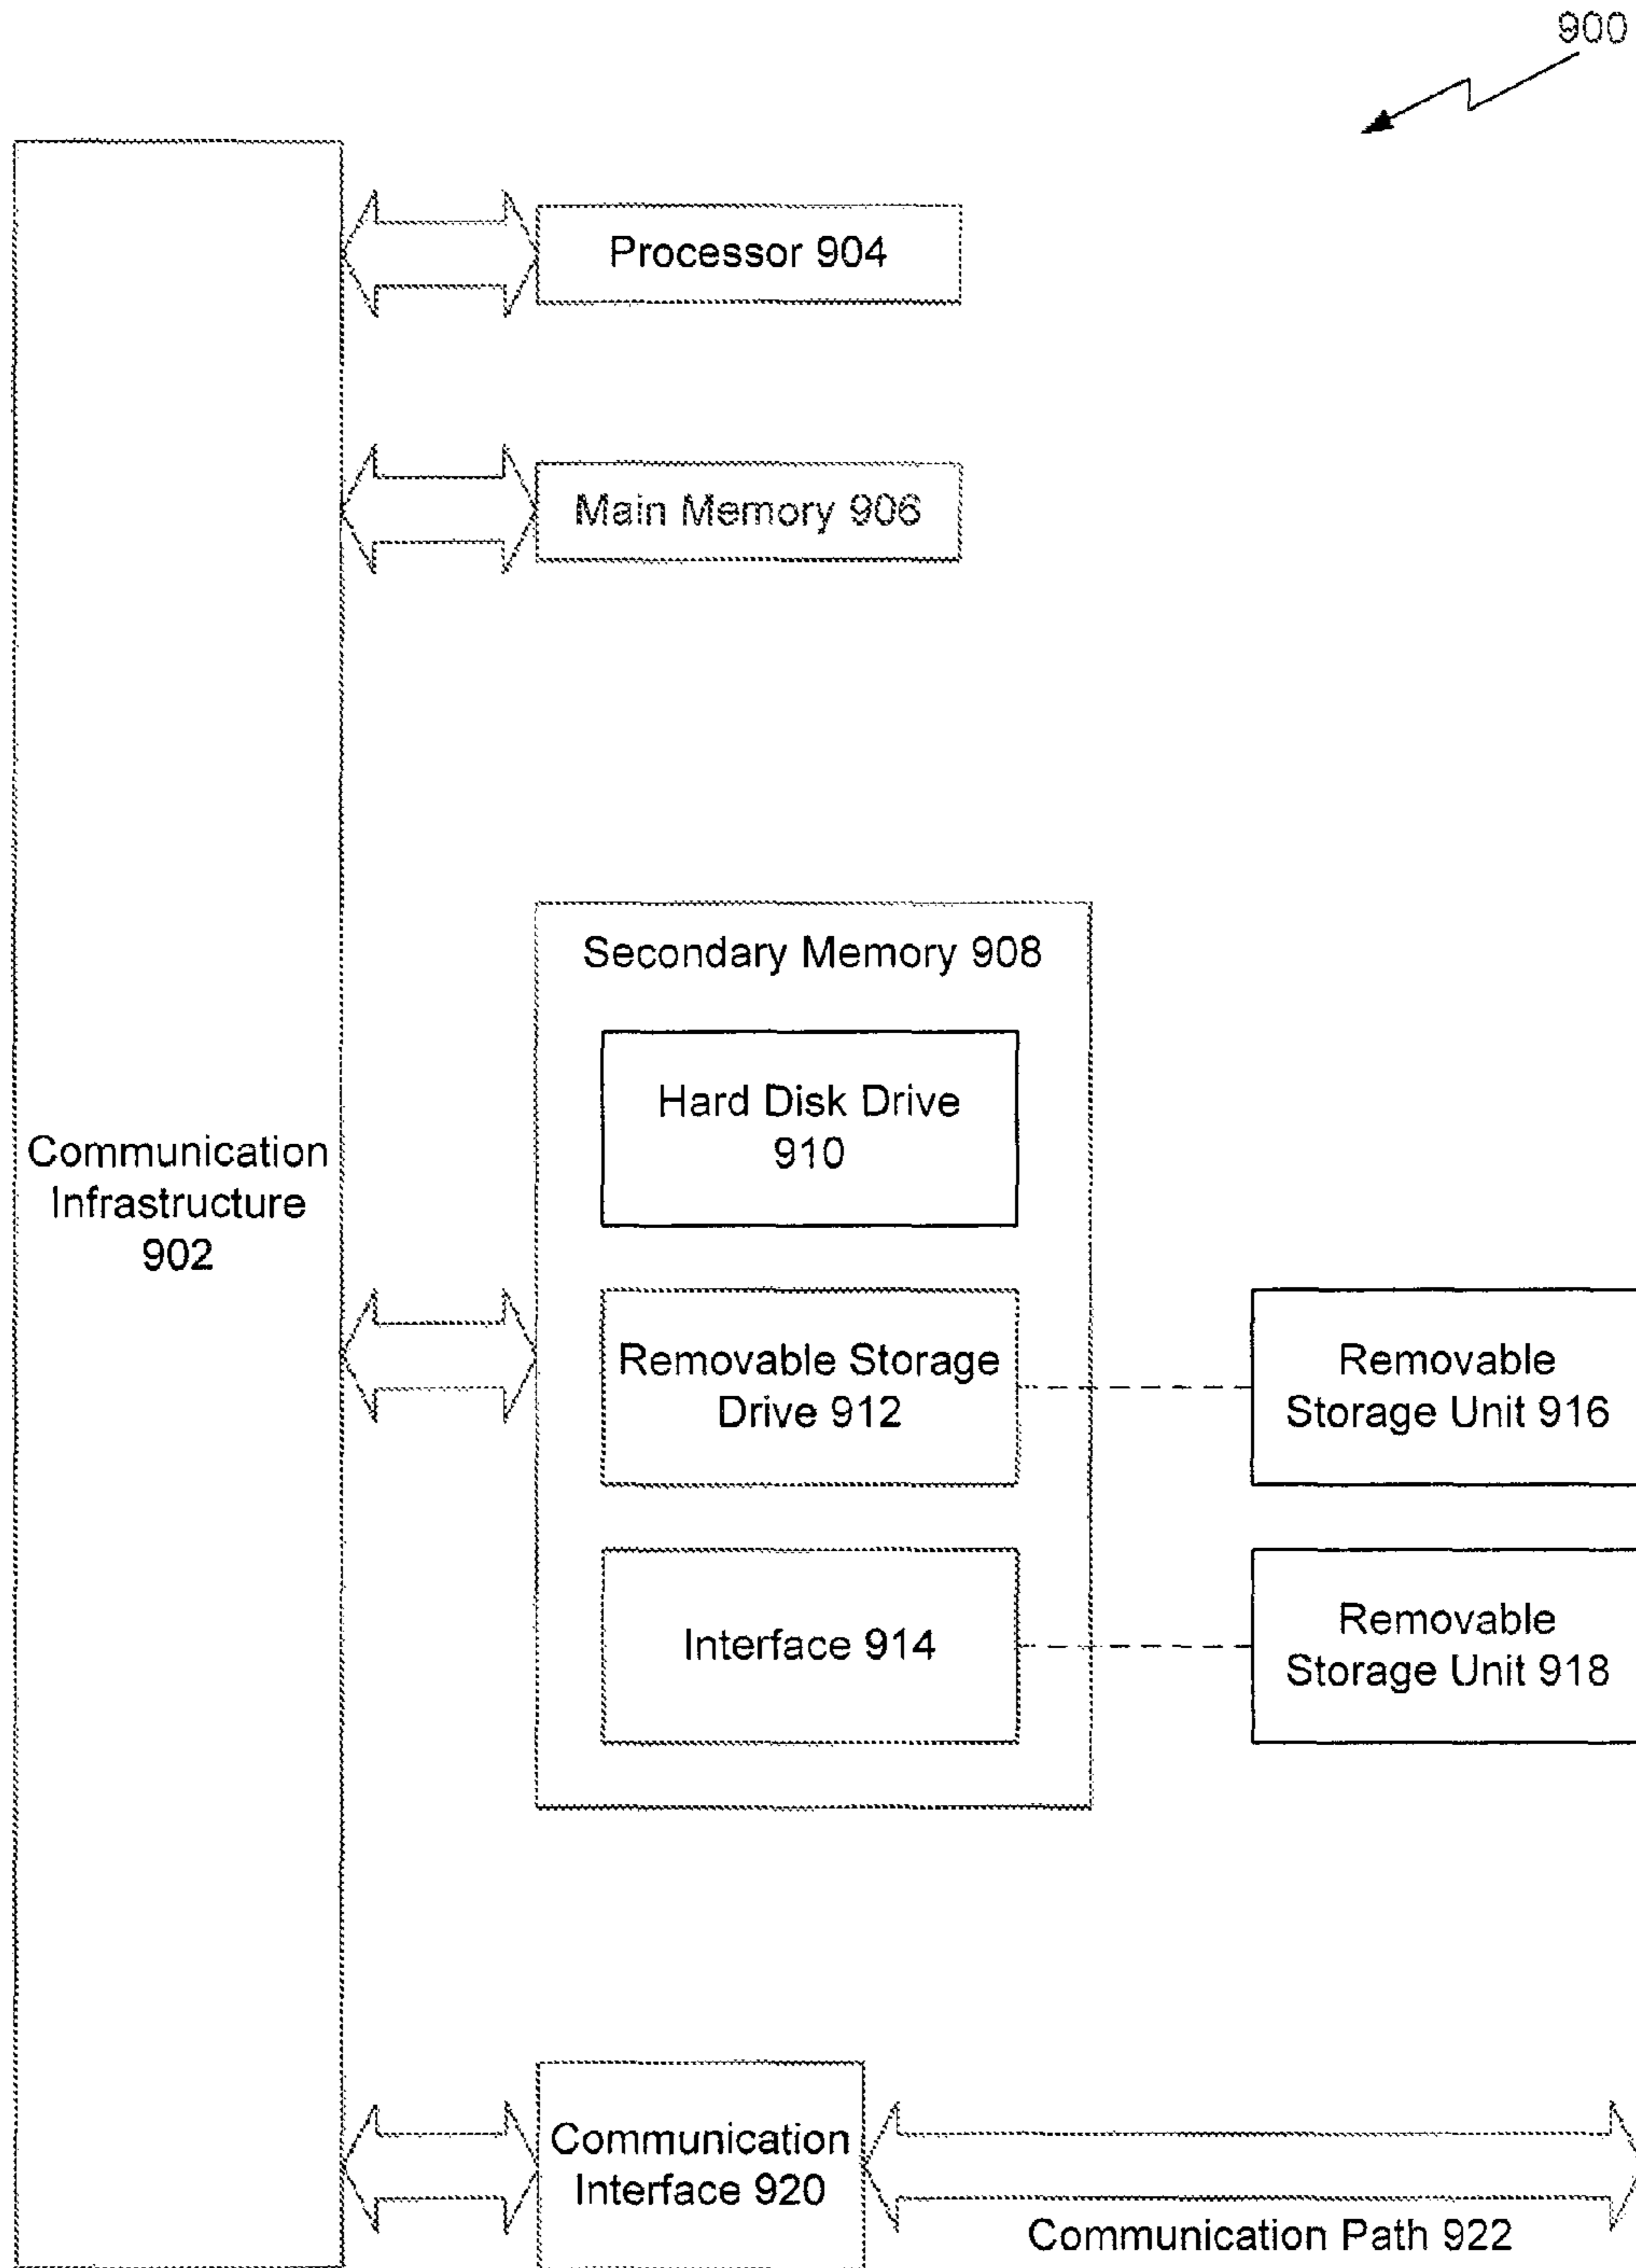 900
Processor 904
Main Memory 906
Secondary Memory 908
Hard Disk Drive
910
Communication
Infrastructure
902
Removable Storage
Drive 912
Removable
Storage Unit 916
Interface 914
Removable
Storage Unit 918
Communication
Interface 920
Communication Path 922